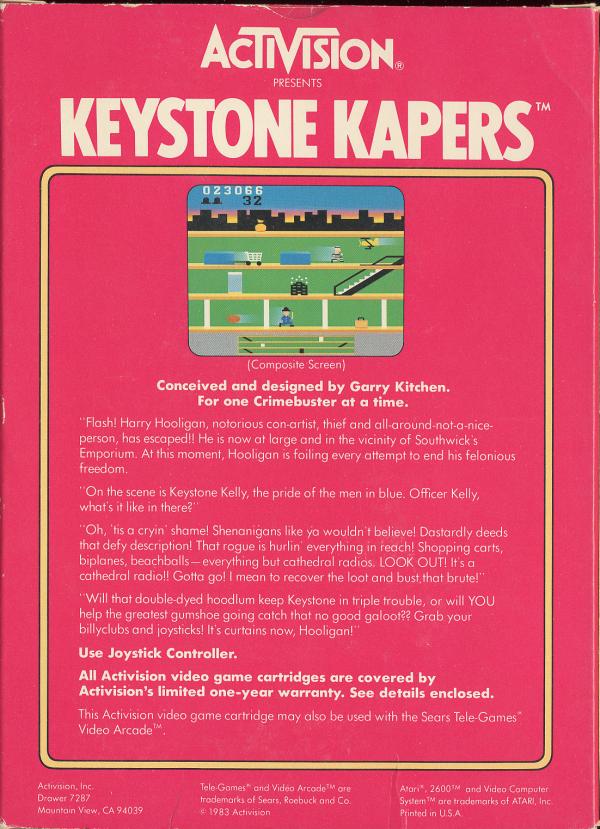 ACTIVISION®
PRESENTS
KEYSTONE KAPERS™
023066
32
(Composite Screen)
Conceived and designed by Garry Kitchen.
For one Crimebuster at a time.
"Flash! Harry Hooligan, notorious con-artist, thief and all-around-not-a-nice-
person, has escaped!! He is now at large and in the vicinity of Southwick's
Emporium. At this moment, Hooligan is foiling every attempt to end his felonious
freedom.
"On the scene is Keystone Kelly, the pride of the men in blue. Officer Kelly,
what's it like in there?"
"Oh, 'tis a cryin' shame! Shenanigans like ya wouldn't believe! Dastardly deeds
that defy description! That rogue is hurlin' everything in reach! Shopping carts,
biplanes, beachballs—everything but cathedral radios. LOOK OUT! It's a
cathedral radio!! Gotta go! I mean to recover the loot and bust that brute!"
"Will that double-dyed hoodlum keep Keystone in triple trouble, or will YOU
help the greatest gumshoe going catch that no good galoot?? Grab your
billyclubs and joysticks! It's curtains now, Hooligan!"
Use Joystick Controller.
All Activision video game cartridges are covered by
Activision's limited one-year warranty. See details enclosed.
This Activision video game cartridge may also be used with the Sears Tele-Games®
Video Arcade™.
Activision, Inc.
Drawer 7287
Mountain View, CA 94039
Tele-Games® and Video Arcade™ are
trademarks of Sears, Roebuck and Co.
© 1983 Activision
Atari®, 2600™ and Video Computer
System™ are trademarks of ATARI, Inc.
Printed in U.S.A.